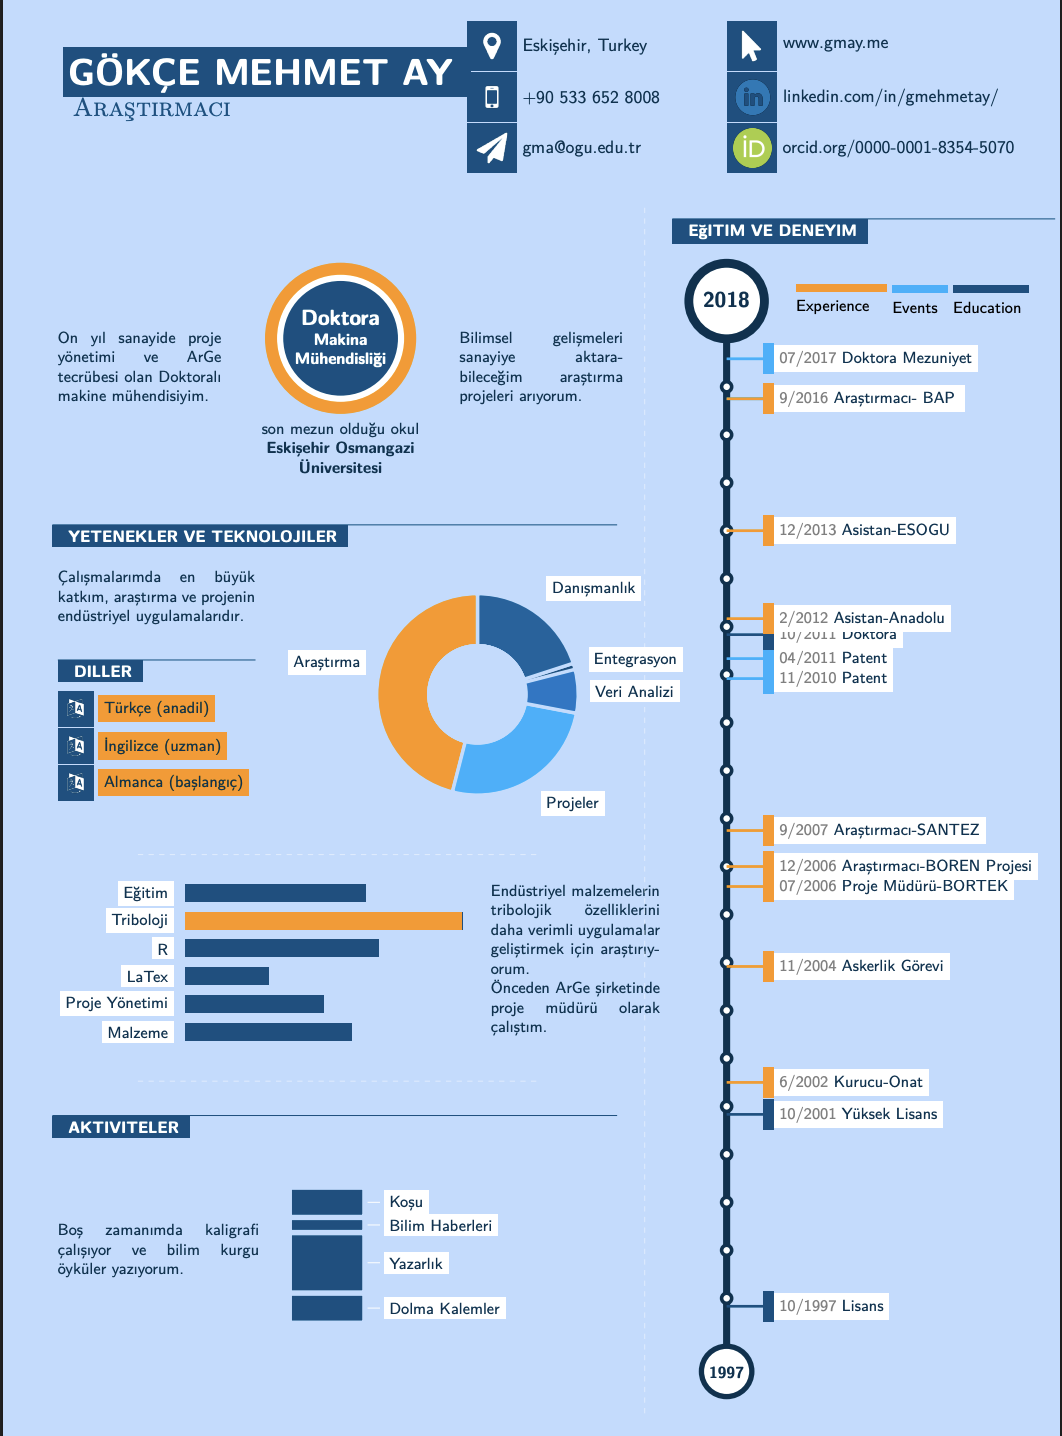 GÖKÇE MEHMET AY
Araştırmacı
Eskişehir, Turkey
+90 533 652 8008
gma@ogu.edu.tr
www.gmay.me
linkedin.com/in/gmehmetay/
orcid.org/0000-0001-8354-5070
On yıl sanayide proje
yönetimi ve ArGe
tecrübesi olan Doktoralı
makine mühendisiyim.
Doktora
Makina
Mühendisliği
son mezun olduğu okul
Eskişehir Osmangazi
Üniversitesi
Bilimsel gelişmeleri
sanayiye aktara-
bileceğim araştırma
projeleri arıyorum.
YETENEKLER VE TEKNOLOJILER
Çalışmalarımda en büyük
katkım, araştırma ve projenin
endüstriyel uygulamalarıdır.
DILLER
Türkçe (anadil)
İngilizce (uzman)
Almanca (başlangıç)
Danışmanlık
Entegrasyon
Veri Analizi
Projeler
Araştırma
Eğitim
Triboloji
R
LaTex
Proje Yönetimi
Malzeme
Endüstriyel malzemelerin
tribolojik özelliklerini
daha verimli uygulamalar
geliştirmek için araştırıy-
orum.
Önceden ArGe şirketinde
proje müdürü olarak
çalıştım.
AKTIVITELER
Boş zamanımda kaligrafi
çalışıyor ve bilim kurgu
öyküler yazıyorum.
Koşu
Bilim Haberleri
Yazarlık
Dolma Kalemler
EğITIM VE DENEYIM
2018
Experience
Events
Education
07/2017 Doktora Mezuniyet
9/2016 Araştırmacı- BAP
12/2013 Asistan-ESOGU
2/2012 Asistan-Anadolu
10/2011 Doktora
04/2011 Patent
11/2010 Patent
9/2007 Araştırmacı-SANTEZ
12/2006 Araştırmacı-BOREN Projesi
07/2006 Proje Müdürü-BORTEK
11/2004 Askerlik Görevi
6/2002 Kurucu-Onat
10/2001 Yüksek Lisans
10/1997 Lisans
1997